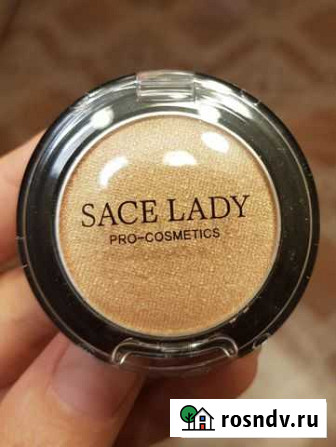 SACE LADY
PRO-COSMETICS
rosndv.ru